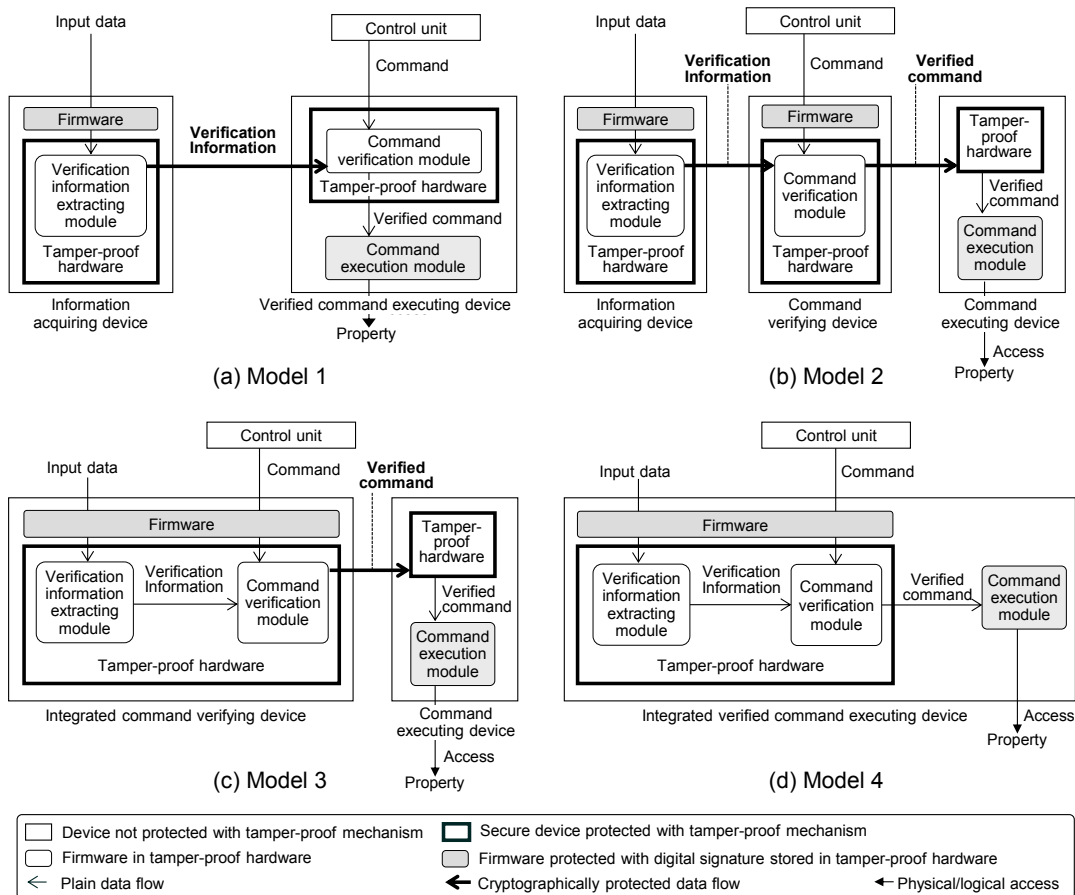 Input data
Control unit
Command
Firmware
Verification
information
extracting
module
Tamper-proof
hardware
Information
acquiring device
Verification
Information
Command
verification module
Tamper-proof hardware
Verified command
Command
execution module
Verified command executing device
Property
(a) Model 1
Input data
Control unit
Verification
Information
Command
Verified
command
Firmware
Verification
information
extracting
module
Tamper-proof
hardware
Information
acquiring device
Firmware
Command
verification
module
Tamper-proof
hardware
Command
verifying device
Tamper-
proof
hardware
Verified
command
Command
execution
module
Command
executing device
Access
Property
(b) Model 2
Control unit
Input data
Command
Verified
command
Firmware
Verification
information
extracting
module
Verification
Information
Command
verification
module
Tamper-proof hardware
Integrated command verifying device
Tamper-
proof
hardware
Verified
command
Command
execution
module
Command
executing device
Access
Property
(c) Model 3
Control unit
Input data
Command
Firmware
Verification
information
extracting
module
Verification
Information
Command
verification
module
Tamper-proof hardware
Verified
command
Command
execution
module
Integrated verified command executing device
Access
Property
(d) Model 4
Device not protected with tamper-proof mechanism
Secure device protected with tamper-proof mechanism
Firmware in tamper-proof hardware
Firmware protected with digital signature stored in tamper-proof hardware
Plain data flow
Cryptographically protected data flow
Physical/logical access